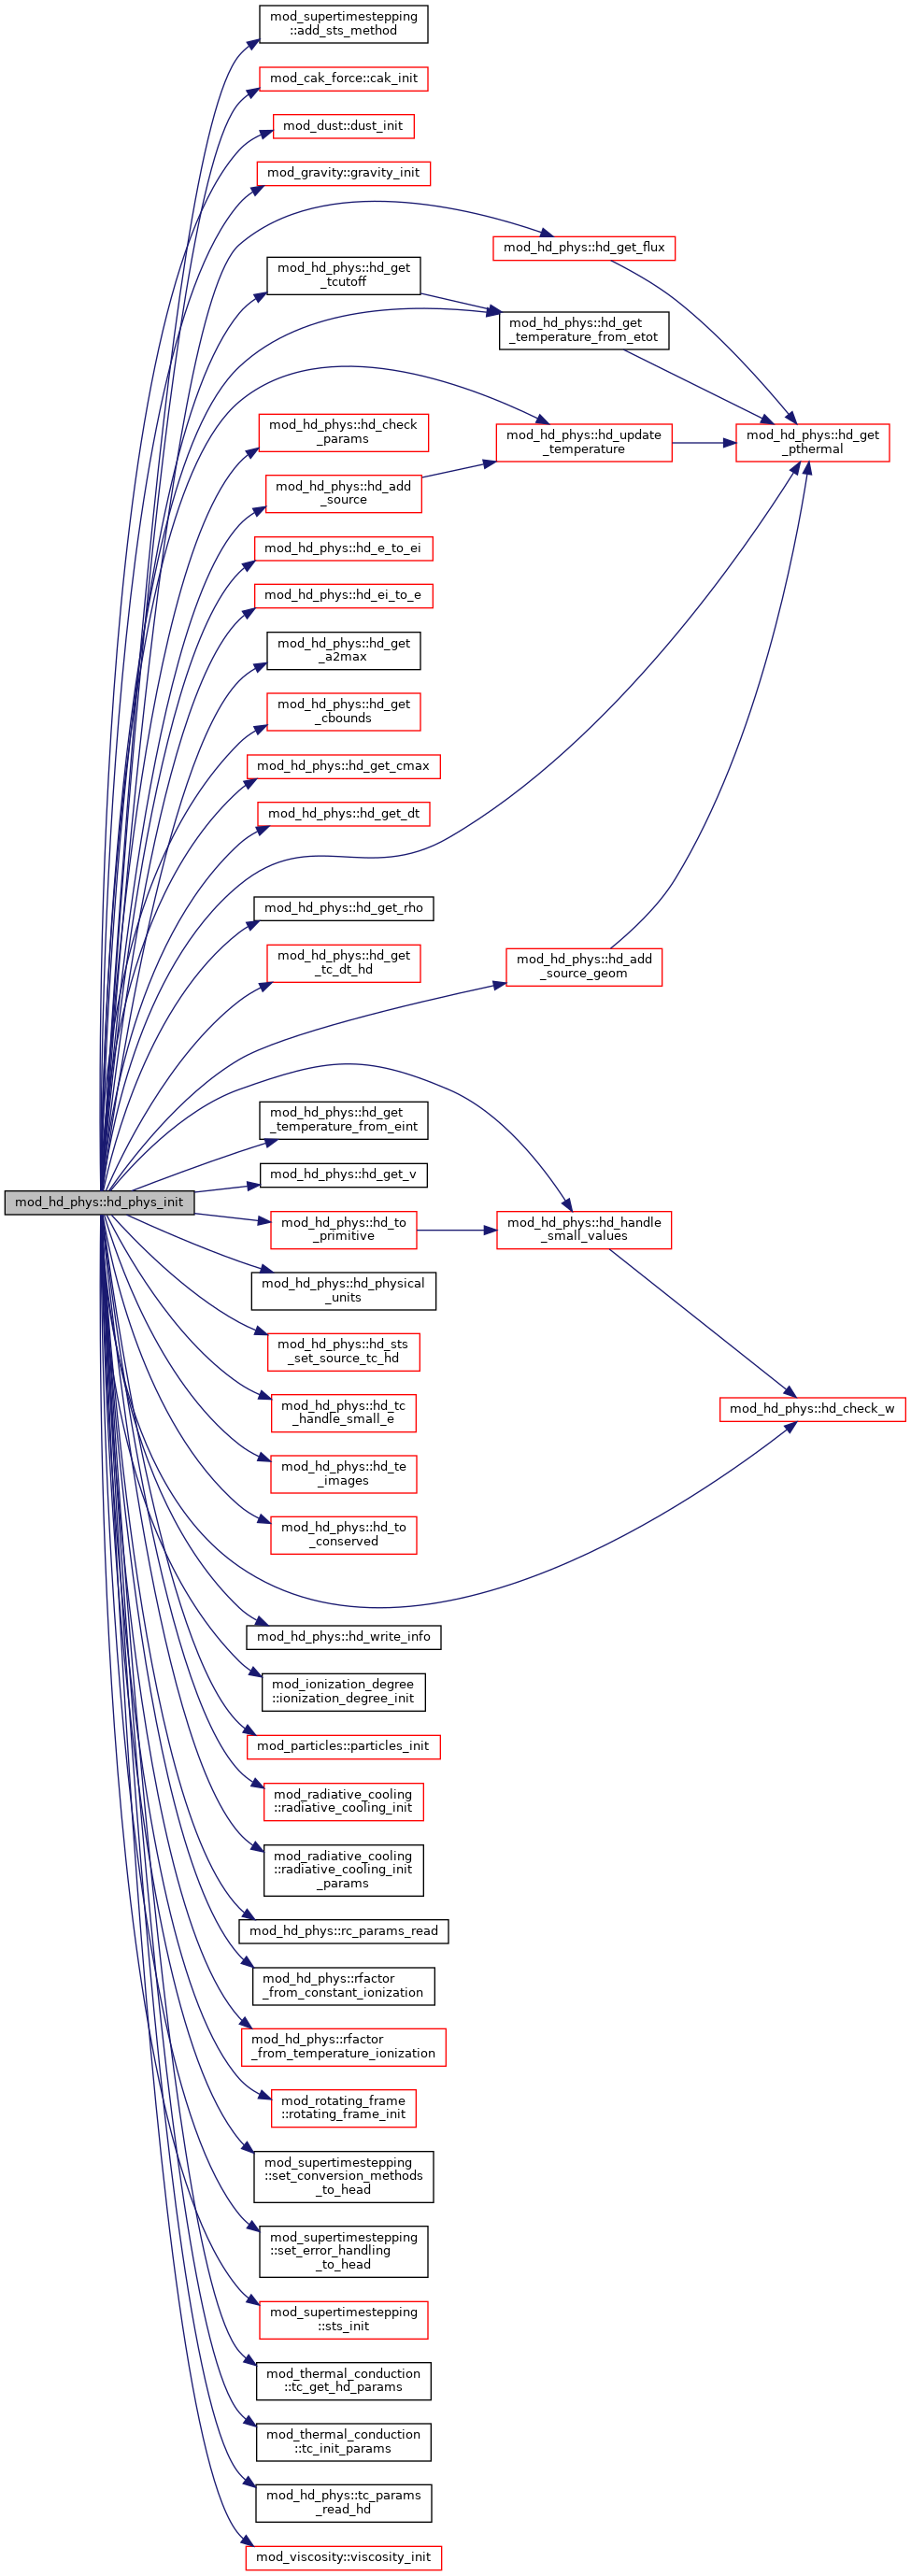 mod_supertimestepping
::add_sts_method
mod_cak_force::cak_init
mod_dust::dust_init
mod_gravity::gravity_init
mod_hd_phys::hd_get_flux
mod_hd_phys::hd_get
_tcutoff
mod_hd_phys::hd_get
_temperature_from_etot
mod_hd_phys::hd_check
_params
mod_hd_phys::hd_update
_temperature
mod_hd_phys::hd_get
_pthermal
mod_hd_phys::hd_add
_source
mod_hd_phys::hd_e_to_ei
mod_hd_phys::hd_ei_to_e
mod_hd_phys::hd_get
_a2max
mod_hd_phys::hd_get
_cbounds
mod_hd_phys::hd_get_cmax
mod_hd_phys::hd_get_dt
mod_hd_phys::hd_get_rho
mod_hd_phys::hd_get
_tc_dt_hd
mod_hd_phys::hd_add
_source_geom
mod_hd_phys::hd_get
_temperature_from_eint
mod_hd_phys::hd_get_v
mod_hd_phys::hd_phys_init
mod_hd_phys::hd_to
_primitive
mod_hd_phys::hd_handle
_small_values
mod_hd_phys::hd_physical
_units
mod_hd_phys::hd_sts
_set_source_tc_hd
mod_hd_phys::hd_tc
_handle_small_e
mod_hd_phys::hd_check_w
mod_hd_phys::hd_te
_images
mod_hd_phys::hd_to
_conserved
mod_hd_phys::hd_write_info
mod_ionization_degree
::ionization_degree_init
mod_particles::particles_init
mod_radiative_cooling
::radiative_cooling_init
mod_radiative_cooling
::radiative_cooling_init
_params
mod_hd_phys::rc_params_read
mod_hd_phys::rfactor
_from_constant_ionization
mod_hd_phys::rfactor
_from_temperature_ionization
mod_rotating_frame
::rotating_frame_init
mod_supertimestepping
::set_conversion_methods
_to_head
mod_supertimestepping
::set_error_handling
_to_head
mod_supertimestepping
::sts_init
mod_thermal_conduction
::tc_get_hd_params
mod_thermal_conduction
::tc_init_params
mod_hd_phys::tc_params
_read_hd
mod_viscosity::viscosity_init